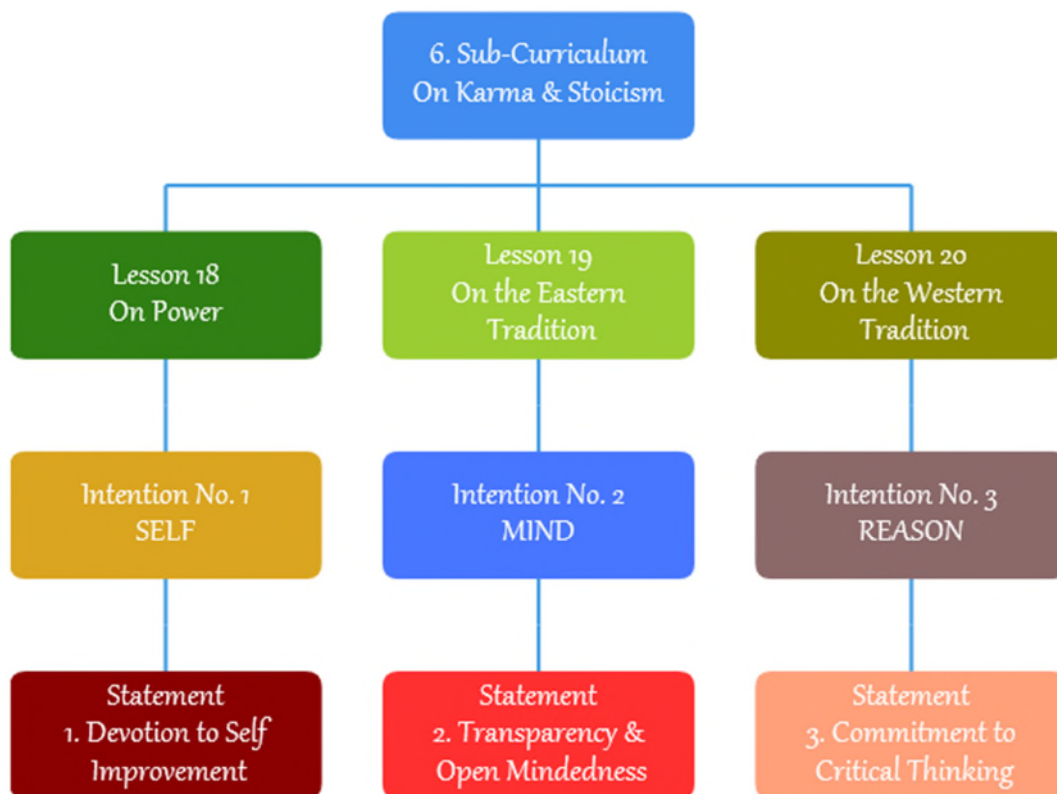 6. Sub-Curriculum
On Karma & Stoicism
Lesson 18
On Power
Lesson 19
On the Eastern
Tradition
Lesson 20
On the Western
Tradition
Intention No. 1
SELF
Intention No. 2
MIND
Intention No. 3
REASON
Statement
1. Devotion to Self
Improvement
Statement
2. Transparency &
Open Mindedness
Statement
3. Commitment to
Critical Thinking